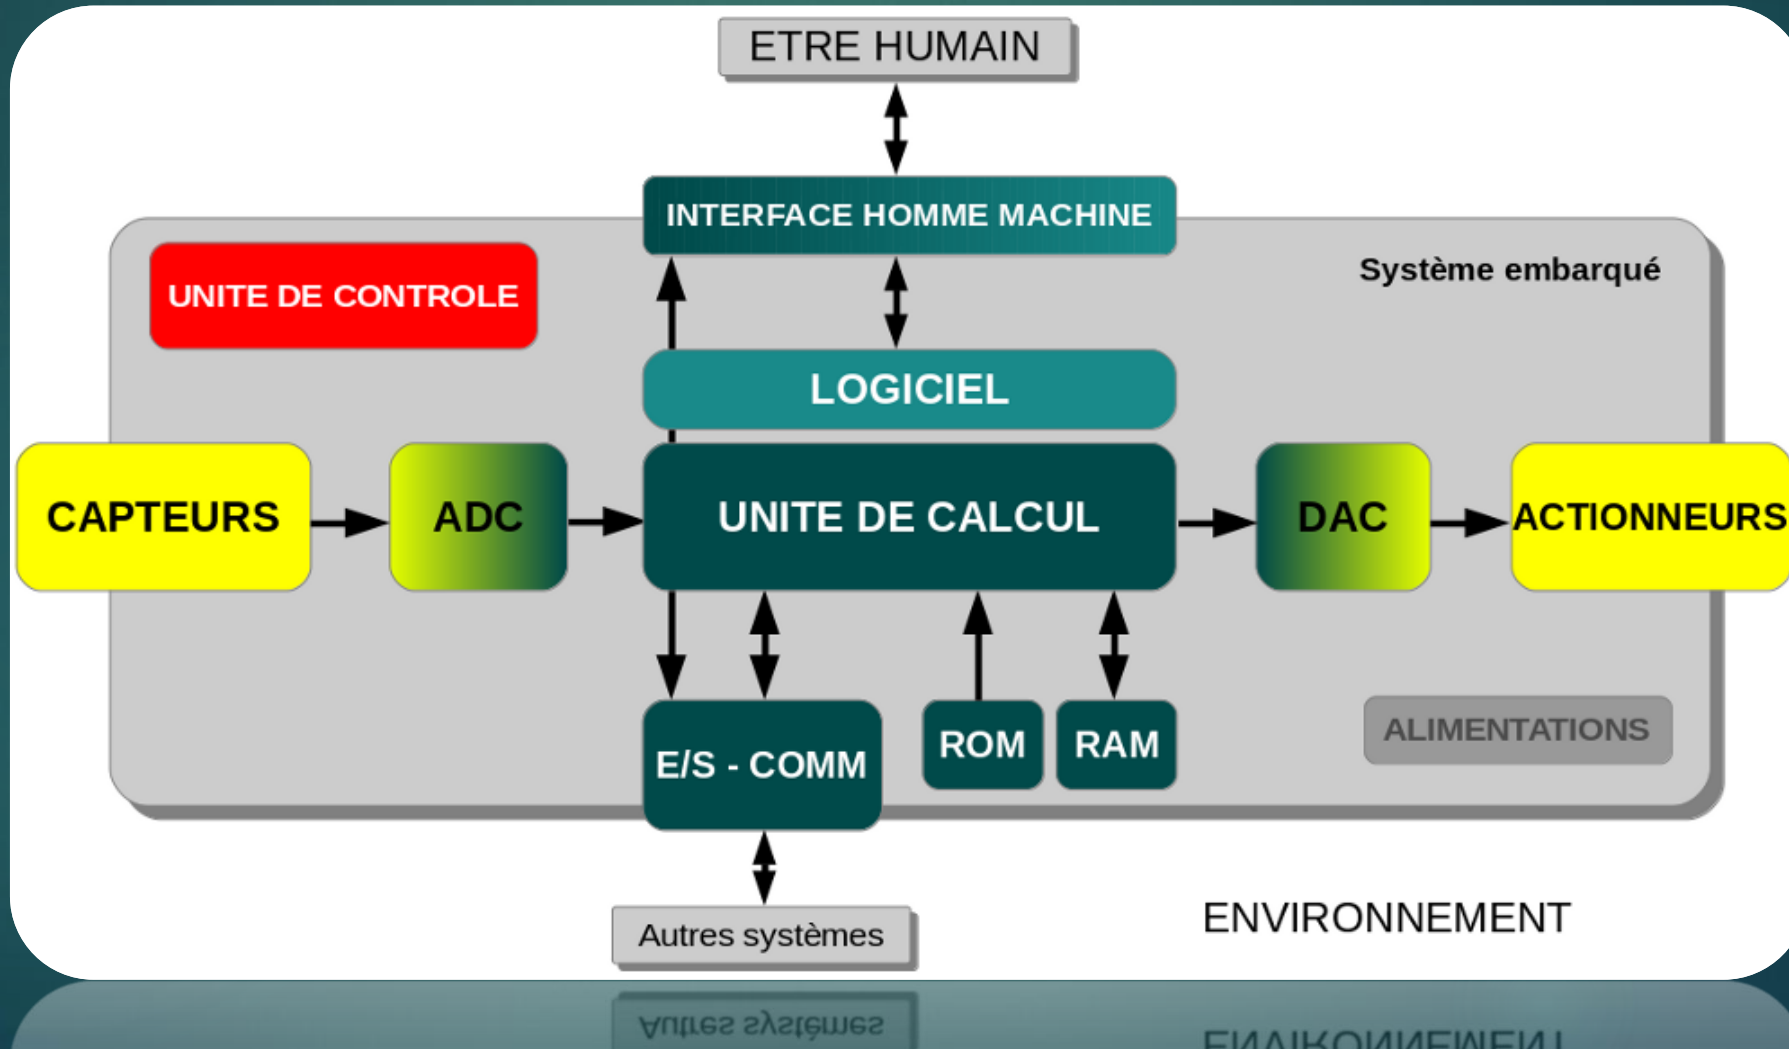 ETRE HUMAIN
INTERFACE HOMME MACHINE
UNITE DE CONTROLE
Système embarqué
LOGICIEL
CAPTEURS
ADC
UNITE DE CALCUL
DAC
ACTIONNEURS
E/S - COMM
ROM
RAM
ALIMENTATIONS
ENVIRONNEMENT
Autres systèmes